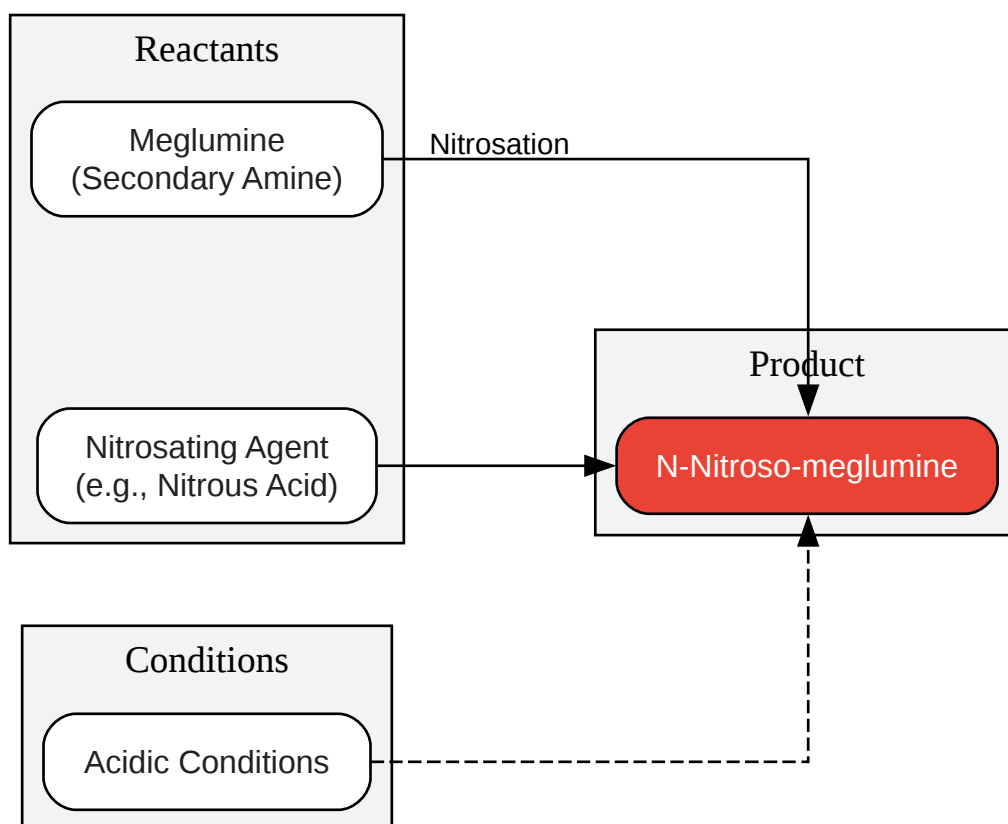 Reactants
Meglumine
(Secondary Amine)
Nitrosation
Nitrosating Agent
(e.g., Nitrous Acid)
Product
N-Nitroso-meglumine
Conditions
Acidic Conditions